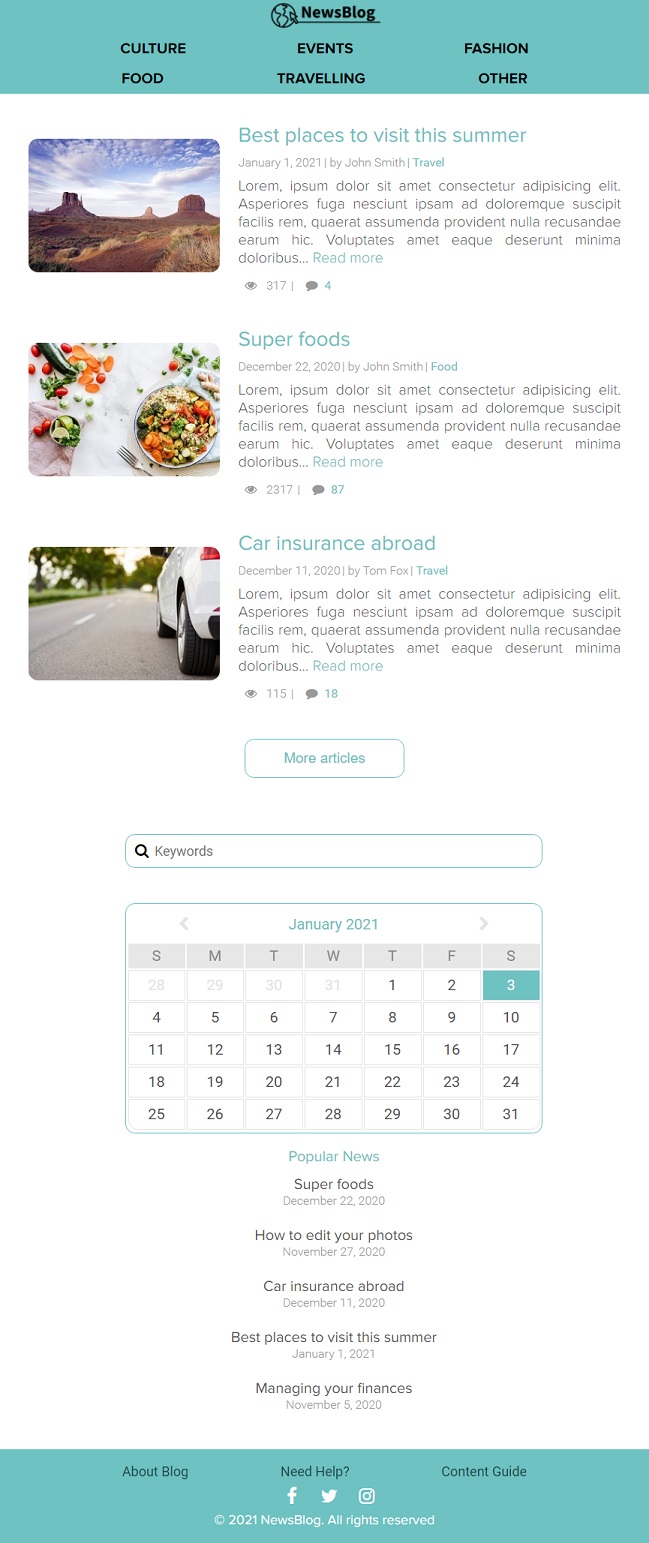 NewsBlog
CULTURE EVENTS FASHION
FOOD TRAVELLING OTHER
Best places to visit this summer
January 1, 2021 | by John Smith | Travel
Lorem, ipsum dolor sit amet consectetur adipisicing elit.
Asperiores fuga nesciunt ipsam ad doloremque suscipit
facilis rem, quaerat assumenda provident nulla recusandae
earum hic. Voluptates amet eaque deserunt minima
doloribus... Read more
317 | 4
Super foods
December 22, 2020 | by John Smith | Food
Lorem, ipsum dolor sit amet consectetur adipisicing elit.
Asperiores fuga nesciunt ipsam ad doloremque suscipit
facilis rem, quaerat assumenda provident nulla recusandae
earum hic. Voluptates amet eaque deserunt minima
doloribus... Read more
2317 | 87
Car insurance abroad
December 11, 2020 | by Tom Fox | Travel
Lorem, ipsum dolor sit amet consectetur adipisicing elit.
Asperiores fuga nesciunt ipsam ad doloremque suscipit
facilis rem, quaerat assumenda provident nulla recusandae
earum hic. Voluptates amet eaque deserunt minima
doloribus... Read more
115 | 18
More articles
Keywords
January 2021
S M T W T F S
28 29 30 31 1 2 3
4 5 6 7 8 9 10
11 12 13 14 15 16 17
18 19 20 21 22 23 24
25 26 27 28 29 30 31
Popular News
Super foods
December 22, 2020
How to edit your photos
November 27, 2020
Car insurance abroad
December 11, 2020
Best places to visit this summer
January 1, 2021
Managing your finances
November 5, 2020
About Blog Need Help? Content Guide
© 2021 NewsBlog. All rights reserved